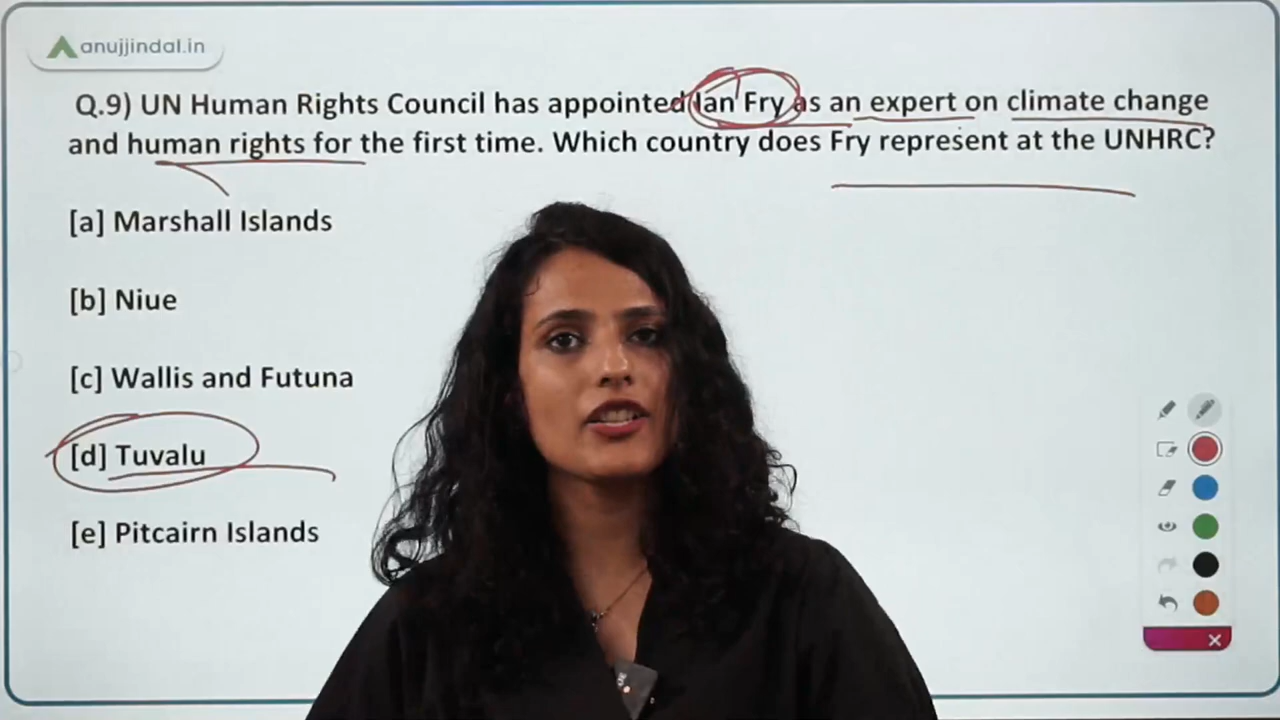 anujjindal.in
Q.9) UN Human Rights Council has appointed Ian Fry as an expert on climate change
and human rights for the first time. Which country does Fry represent at the UNHRC?
[a] Marshall Islands
[b] Niue
[c] Wallis and Futuna
[d] Tuvalu
[e] Pitcairn Islands